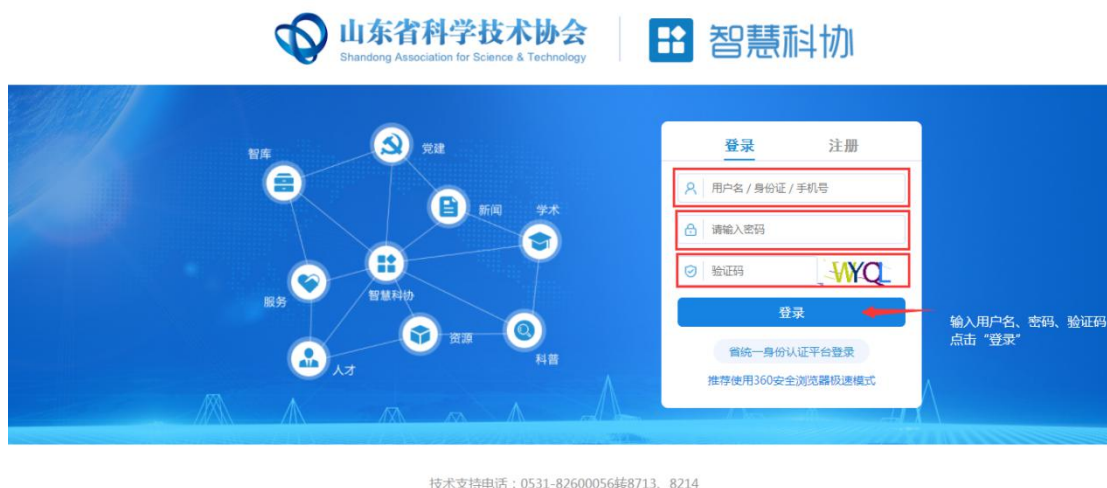 山东省科学技术协会
Shandong Association for Science & Technology
智慧科协
智库
党建
新闻
学术
智慧科协
服务
资源
科普
人才
登录 注册
用户名 / 身份证 / 手机号
请输入密码
验证码 WYQL
登录
省统一身份认证平台登录
推荐使用360安全浏览器极速模式
输入用户名、密码、验证码
点击“登录”
技术支持电话：0531-82600056转8713、8214